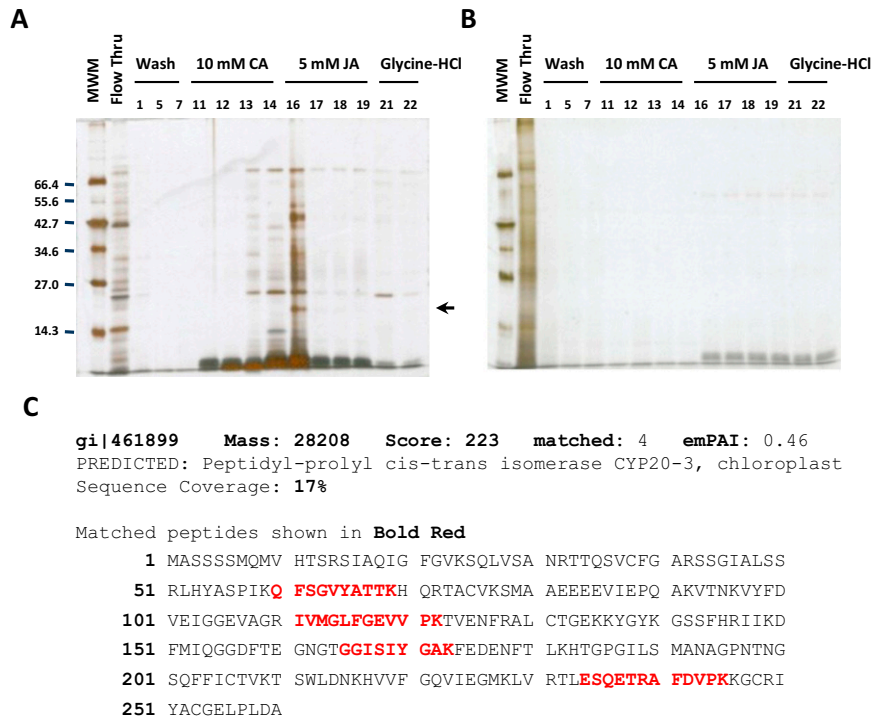 A
MWM
Flow Thru
Wash
10 mM CA
5 mM JA
Glycine-HCl
1 5 7 11 12 13 14 16 17 18 19 21 22
66.4
55.6
42.7
34.6
27.0
14.3
B
MWM
Flow Thru
Wash
10 mM CA
5 mM JA
Glycine-HCl
1 5 7 11 12 13 14 16 17 18 19 21 22
C
gi|461899 Mass: 28208 Score: 223 matched: 4 emPAI: 0.46
PREDICTED: Peptidyl-prolyl cis-trans isomerase CYP20-3, chloroplast
Sequence Coverage: 17%
Matched peptides shown in Bold Red
1 MASSSSMQMV HTSRSIAQIG FGVKSQLVSA NRTTQSVCFG ARSSGIALSS
51 RLHYASPIKQ FSGVYATTKH QRTACVKSMA AEEEEVIEPQ AKVTNKVYFD
101 VEIGGEVAGR IVMGLFGEVV PKTVENFRAL CTGEKKYGYK GSSFHRIIKD
151 FMIQGGDFTE GNGTGGISIY GAKFEDENFT LKHTGPGILS MANAGPNTNG
201 SQFFICTVKT SWLDNKHVVF GQVIEGMKLV RTLESQETRA FDVPKKGCRI
251 YACGELPLDA